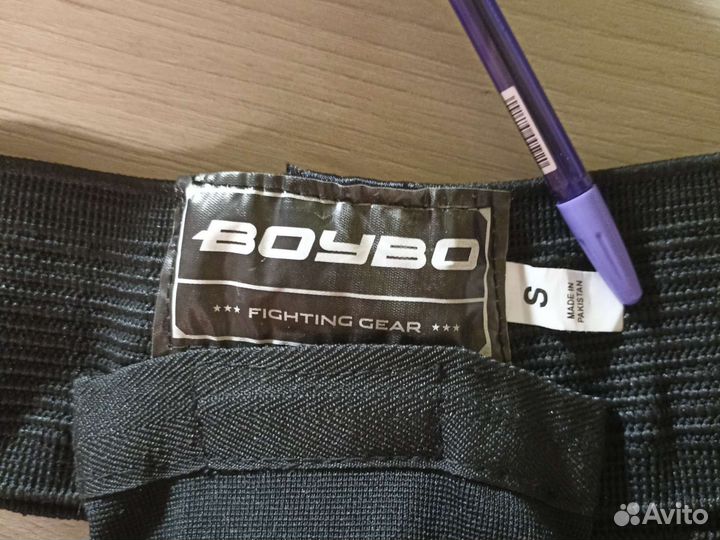 BOYBO
*** FIGHTING GEAR ***
S
MADE IN
PAKISTAN
Avito